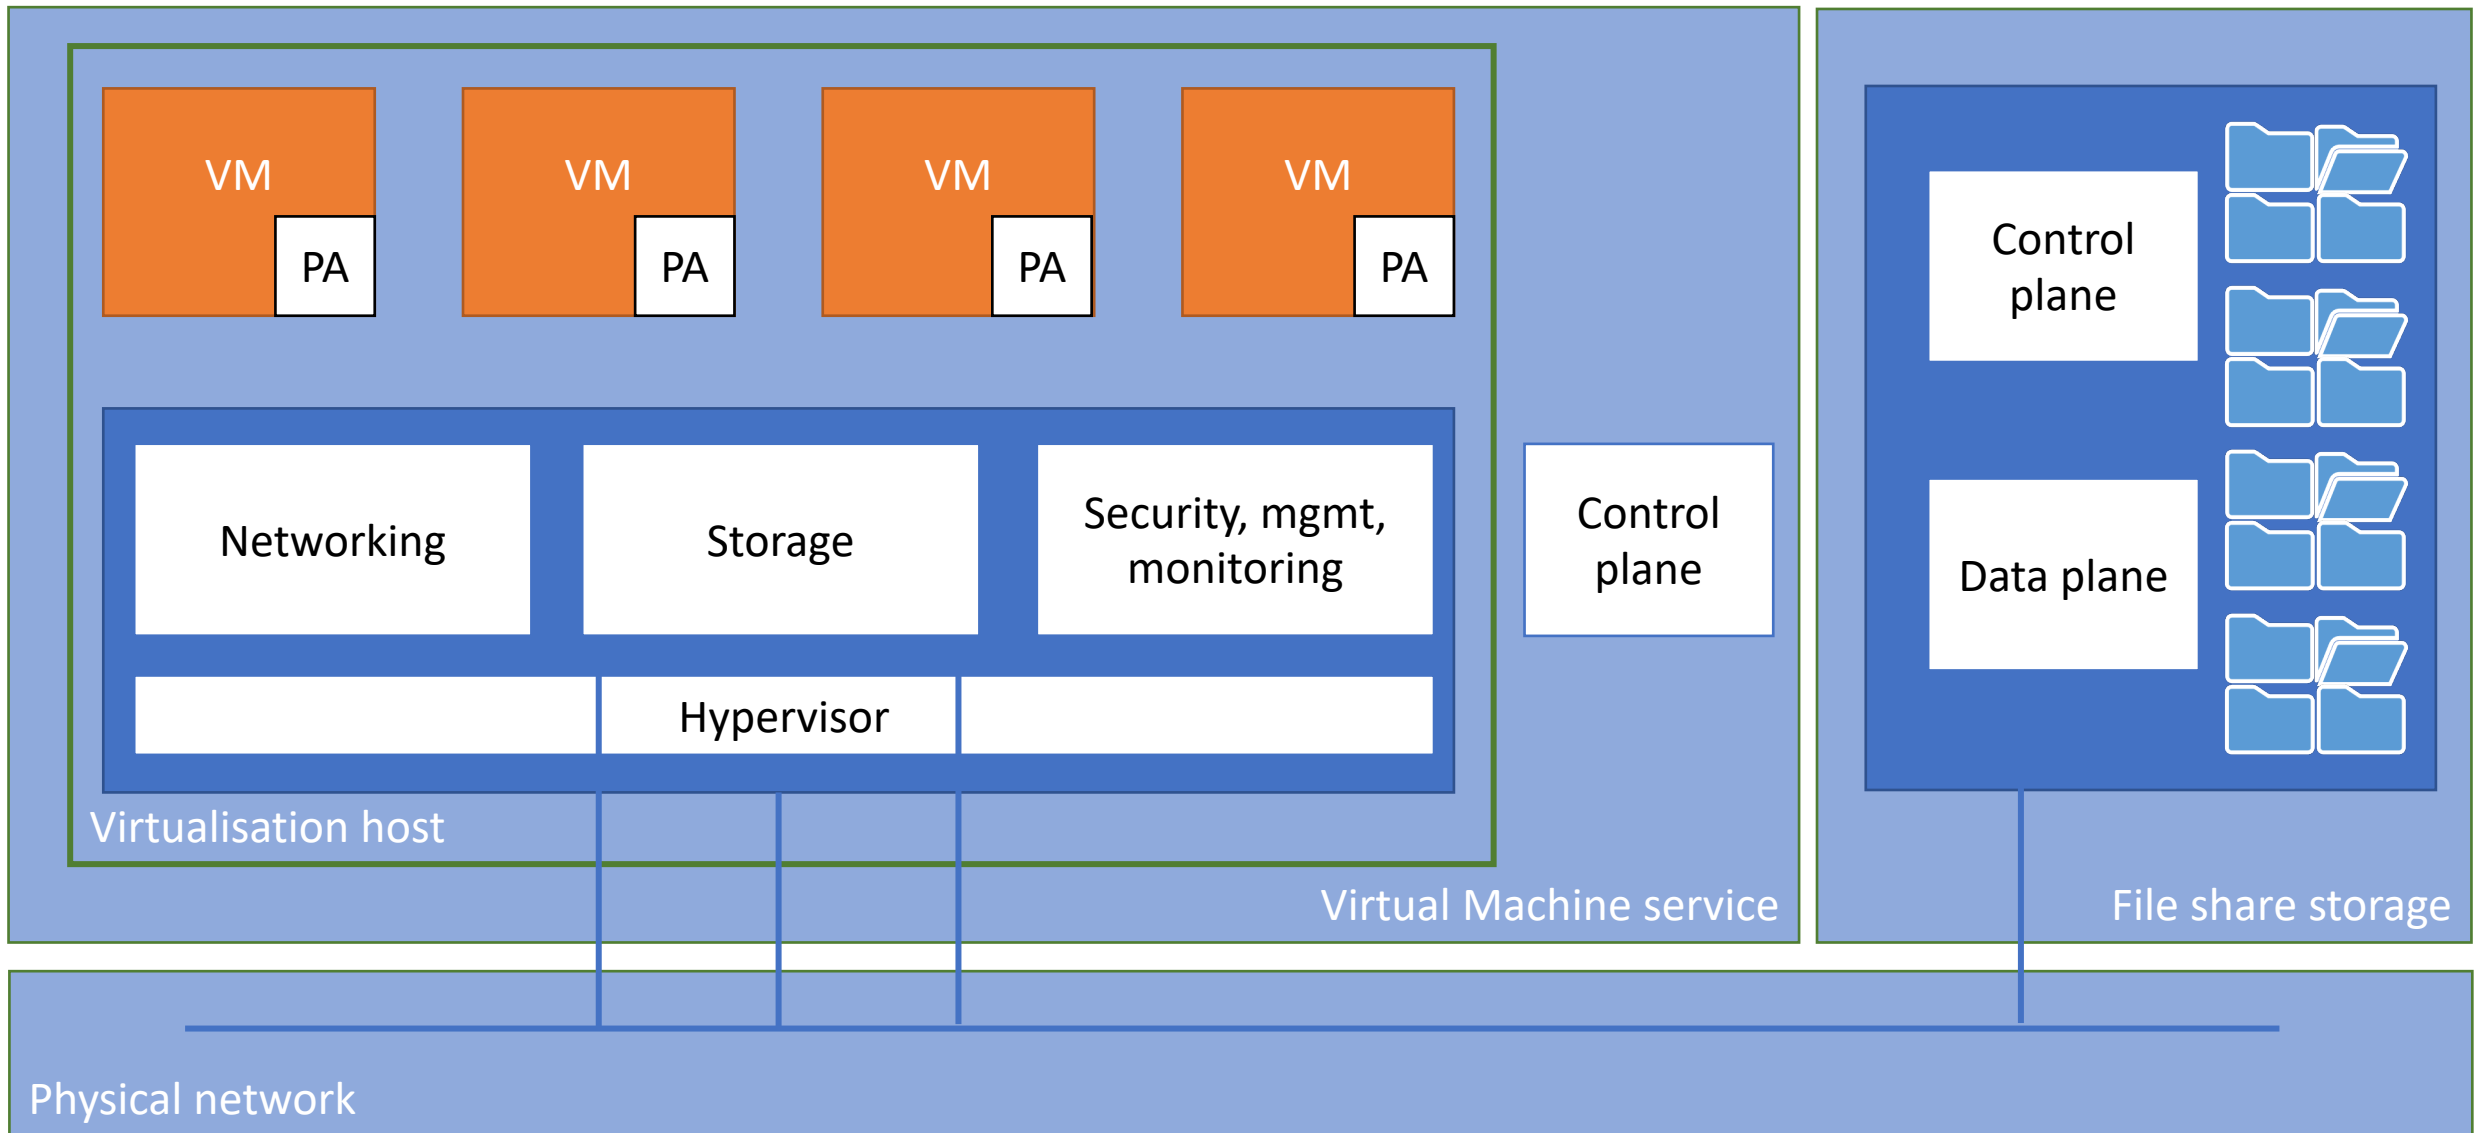 VM
PA
VM
PA
VM
PA
VM
PA
Networking
Storage
Security, mgmt,
monitoring
Hypervisor
Virtualisation host
Control
plane
Virtual Machine service
Control
plane
Data plane
File share storage
Physical network